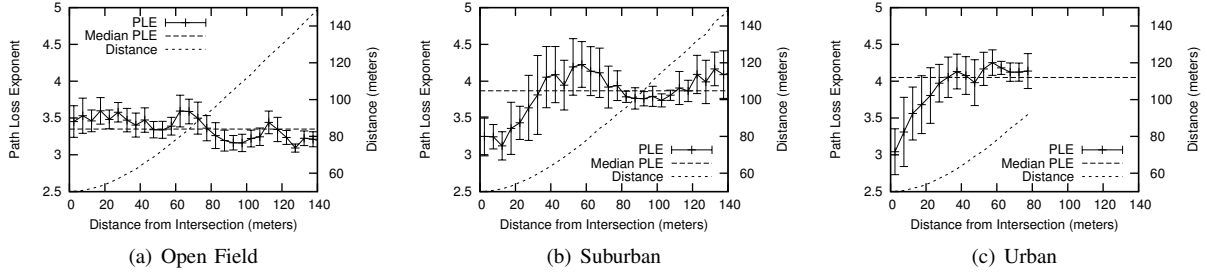 5
4.5
4
3.5
3
2.5
Path Loss Exponent
PLE
Median PLE
Distance
140
120
100
80
60
Distance (meters)
0 20 40 60 80 100 120 140
Distance from Intersection (meters)
(a) Open Field
5
4.5
4
3.5
3
2.5
Path Loss Exponent
PLE
Median PLE
Distance
140
120
100
80
60
Distance (meters)
0 20 40 60 80 100 120 140
Distance from Intersection (meters)
(b) Suburban
5
4.5
4
3.5
3
2.5
Path Loss Exponent
PLE
Median PLE
Distance
140
120
100
80
60
Distance (meters)
0 20 40 60 80 100 120 140
Distance from Intersection (meters)
(c) Urban